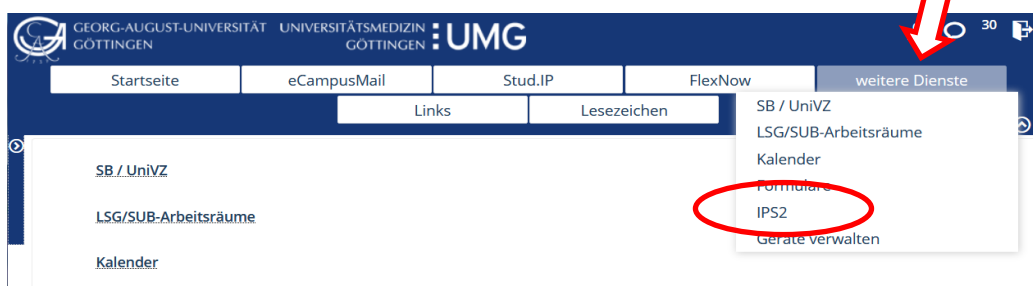 GEORG-AUGUST-UNIVERSITÄT
GÖTTINGEN
UNIVERSITÄTSMEDIZIN
GÖTTINGEN
UMG
30
Startseite
eCampusMail
Stud.IP
FlexNow
weitere Dienste
Links
Lesezeichen
SB / UniVZ
LSG/SUB-Arbeitsräume
Kalender
Formulare
IPS2
Geräte verwalten
SB / UniVZ
LSG/SUB-Arbeitsräume
Kalender